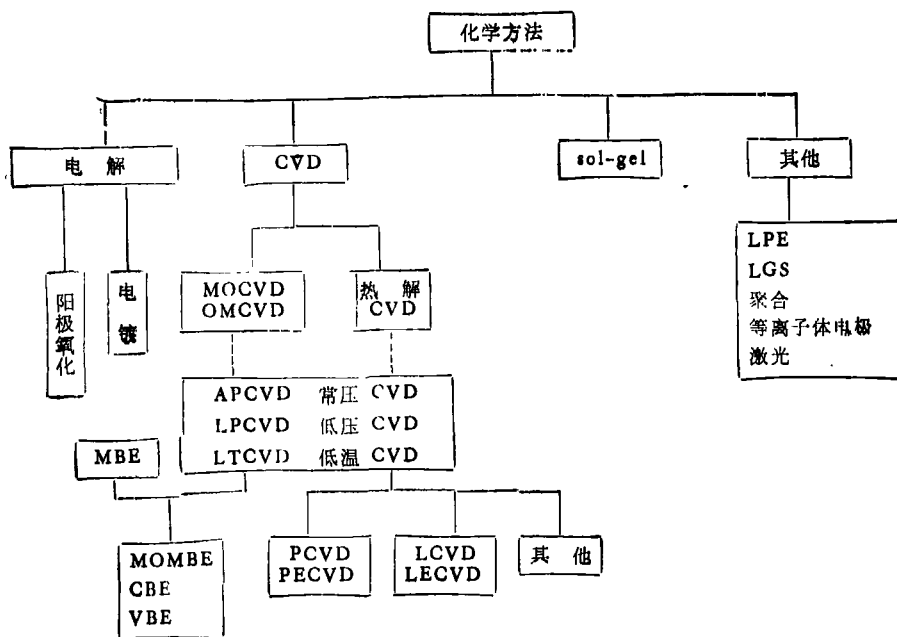 化学方法
电解
CVD
sol-gel
其他
阳极氧化
电镀
MOCVD
OMCVD
热解
CVD
LPE
LGS
聚合
等离子体电极
激光
APCVD 常压 CVD
LPCVD 低压 CVD
LTCVD 低温 CVD
MBE
MOMBE
CBE
VBE
PCVD
PECVD
LCVD
LECVD
其他